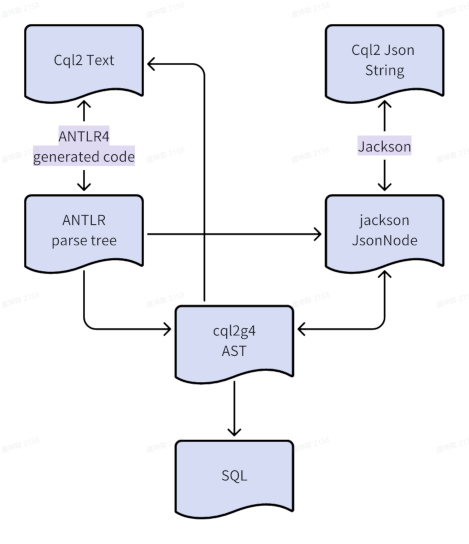 Cql2 Text
Cql2 Json
String
ANTLR4
generated code
Jackson
ANTLR
parse tree
jackson
JsonNode
cql2g4
AST
SQL